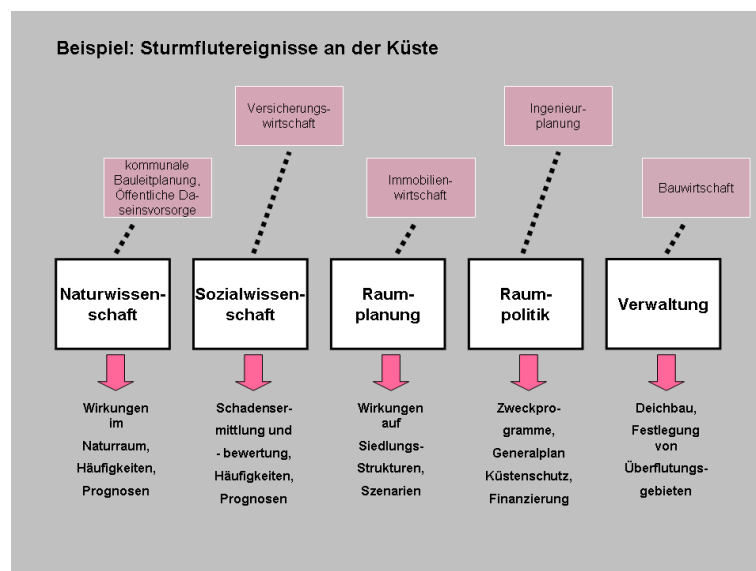 Beispiel: Sturmflutereignisse an der Küste
Versicherungs-
wirtschaft
Ingenieur-
planung
kommunale
Bauleitplanung,
Öffentliche Da-
seinsvorsorge
Immobilien-
wirtschaft
Bauwirtschaft
Naturwissen-
schaft
Sozialwissen-
schaft
Raum-
planung
Raum-
politik
Verwaltung
Wirkungen
im
Naturraum,
Häufigkeiten,
Prognosen
Schadenser-
mittlung und
- bewertung,
Häufigkeiten,
Prognosen
Wirkungen
auf
Siedlungs-
Strukturen,
Szenarien
Zweckpro-
gramme,
Generalplan
Küstenschutz,
Finanzierung
Deichbau,
Festlegung
von
Überflutungs-
gebieten